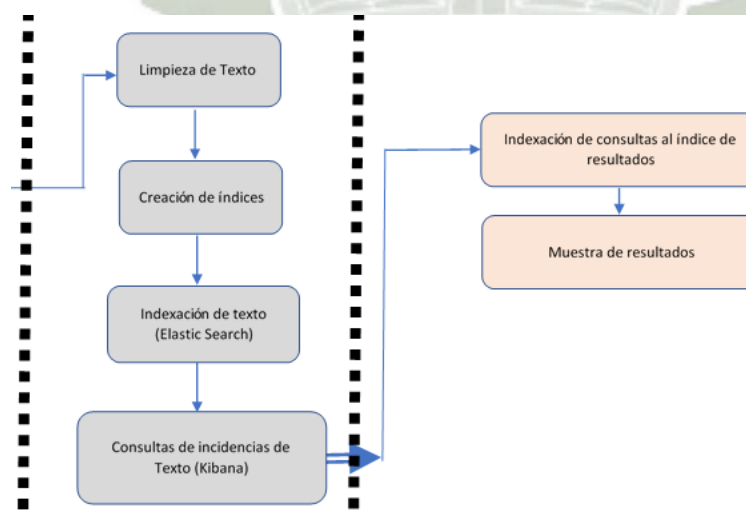 Limpieza de Texto
Creación de índices
Indexación de texto
(Elastic Search)
Consultas de incidencias de
Texto (Kibana)
Indexación de consultas al índice de
resultados
Muestra de resultados